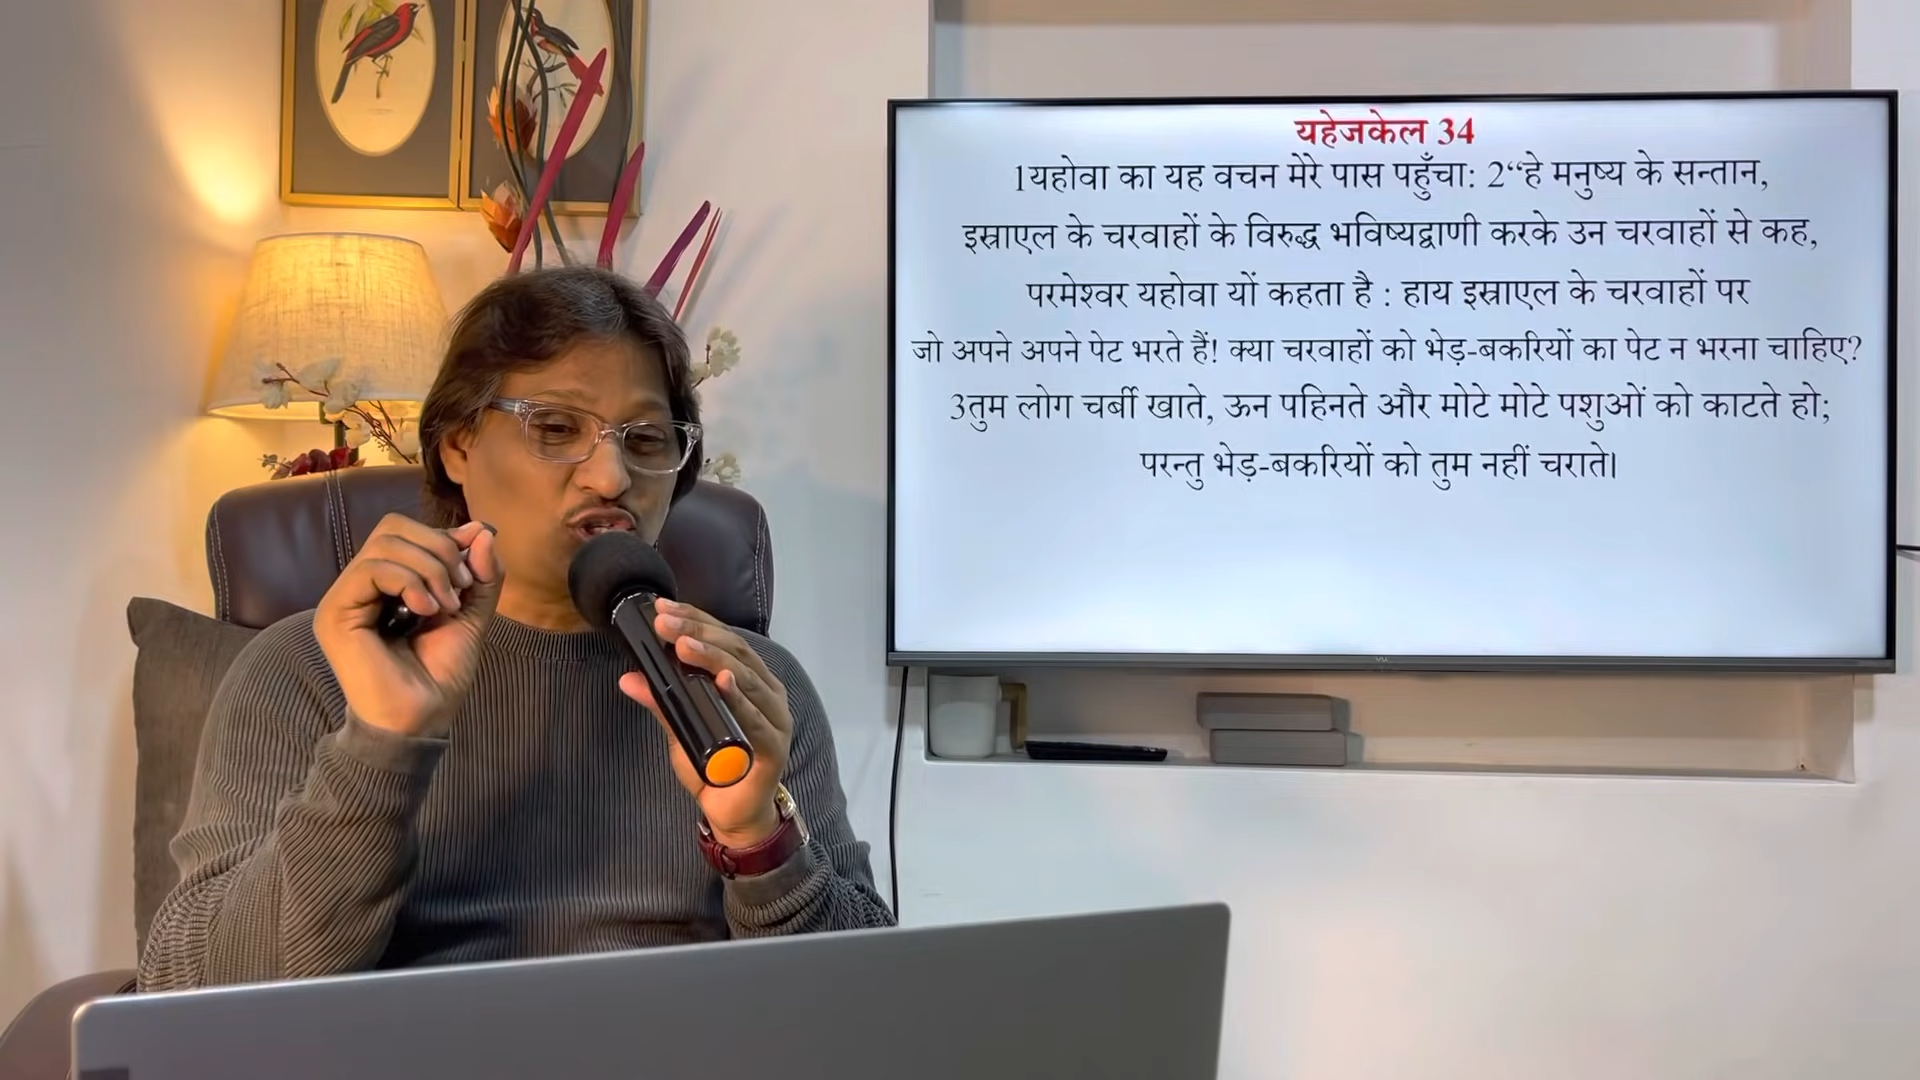 यहेजकेल 34
1यहोवा का यह वचन मेरे पास पहुँचा: 2“हे मनुष्य के सन्तान,
इस्राएल के चरवाहों के विरुद्ध भविष्यद्वाणी करके उन चरवाहों से कह,
परमेश्वर यहोवा यों कहता है : हाय इस्राएल के चरवाहों पर
जो अपने अपने पेट भरते हैं! क्या चरवाहों को भेड़-बकरियों का पेट न भरना चाहिए?
3तुम लोग चर्बी खाते, ऊन पहिनते और मोटे मोटे पशुओं को काटते हो;
परन्तु भेड़-बकरियों को तुम नहीं चराते।
VU